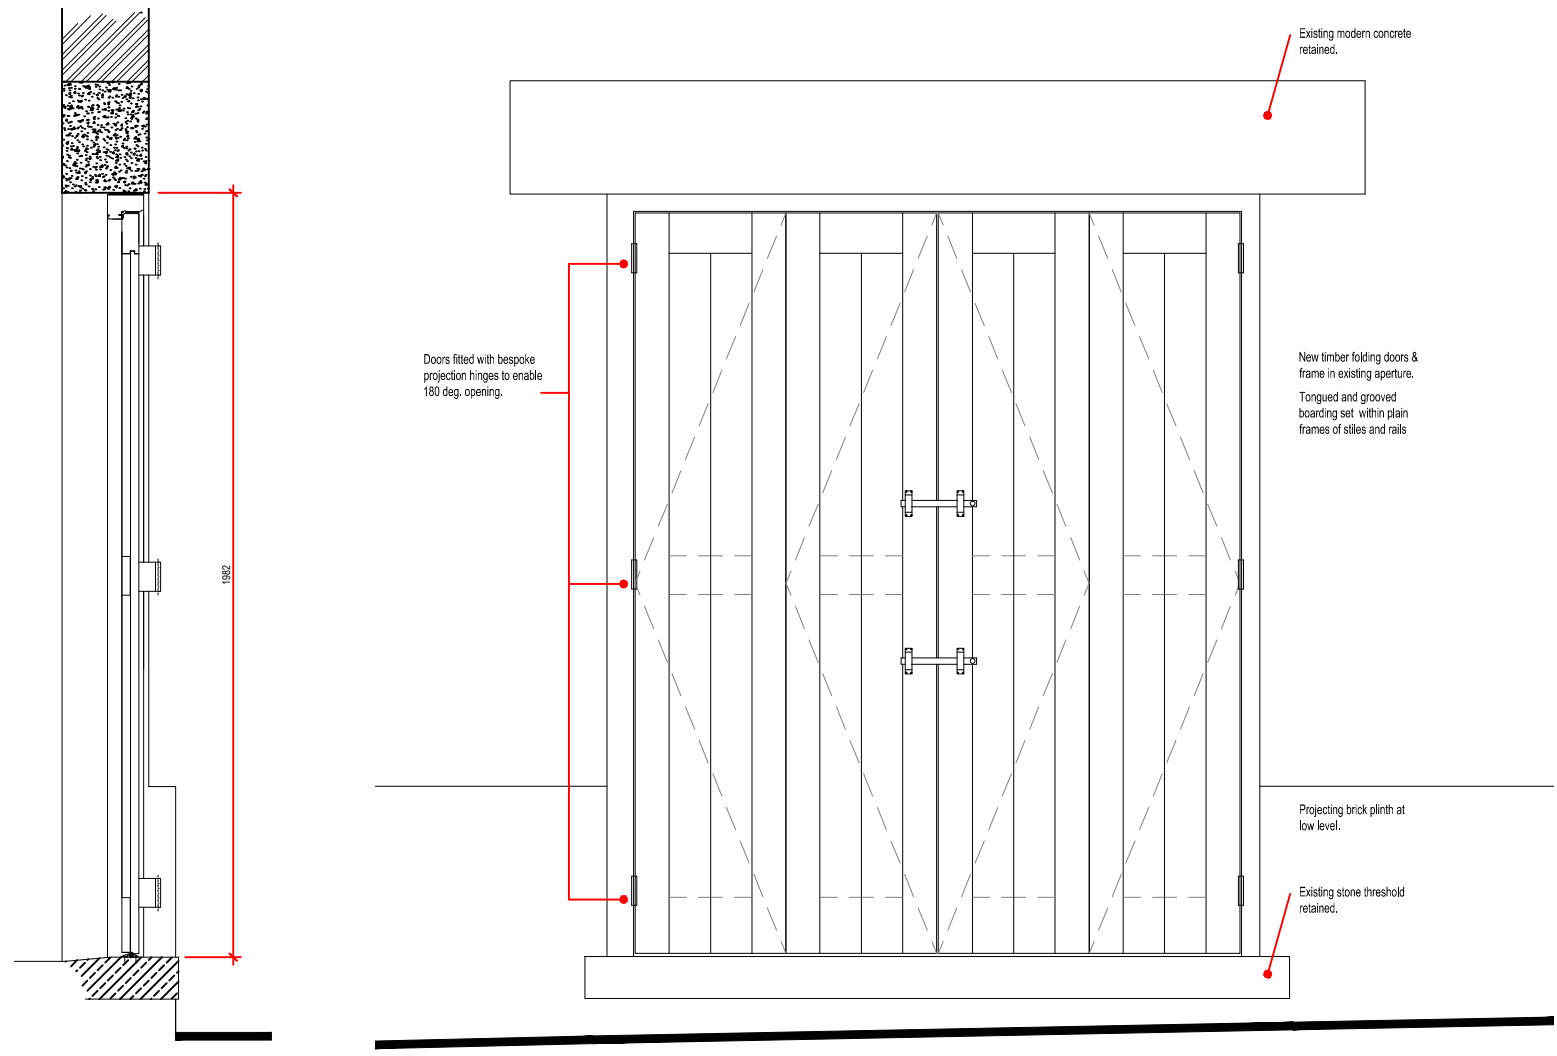 Existing modern concrete
retained.
Doors fitted with bespoke
projection hinges to enable
180 deg. opening.
New timber folding doors &
frame in existing aperture.
Tongued and grooved
boarding set within plain
frames of stiles and rails
1982
Projecting brick plinth at
low level.
Existing stone threshold
retained.